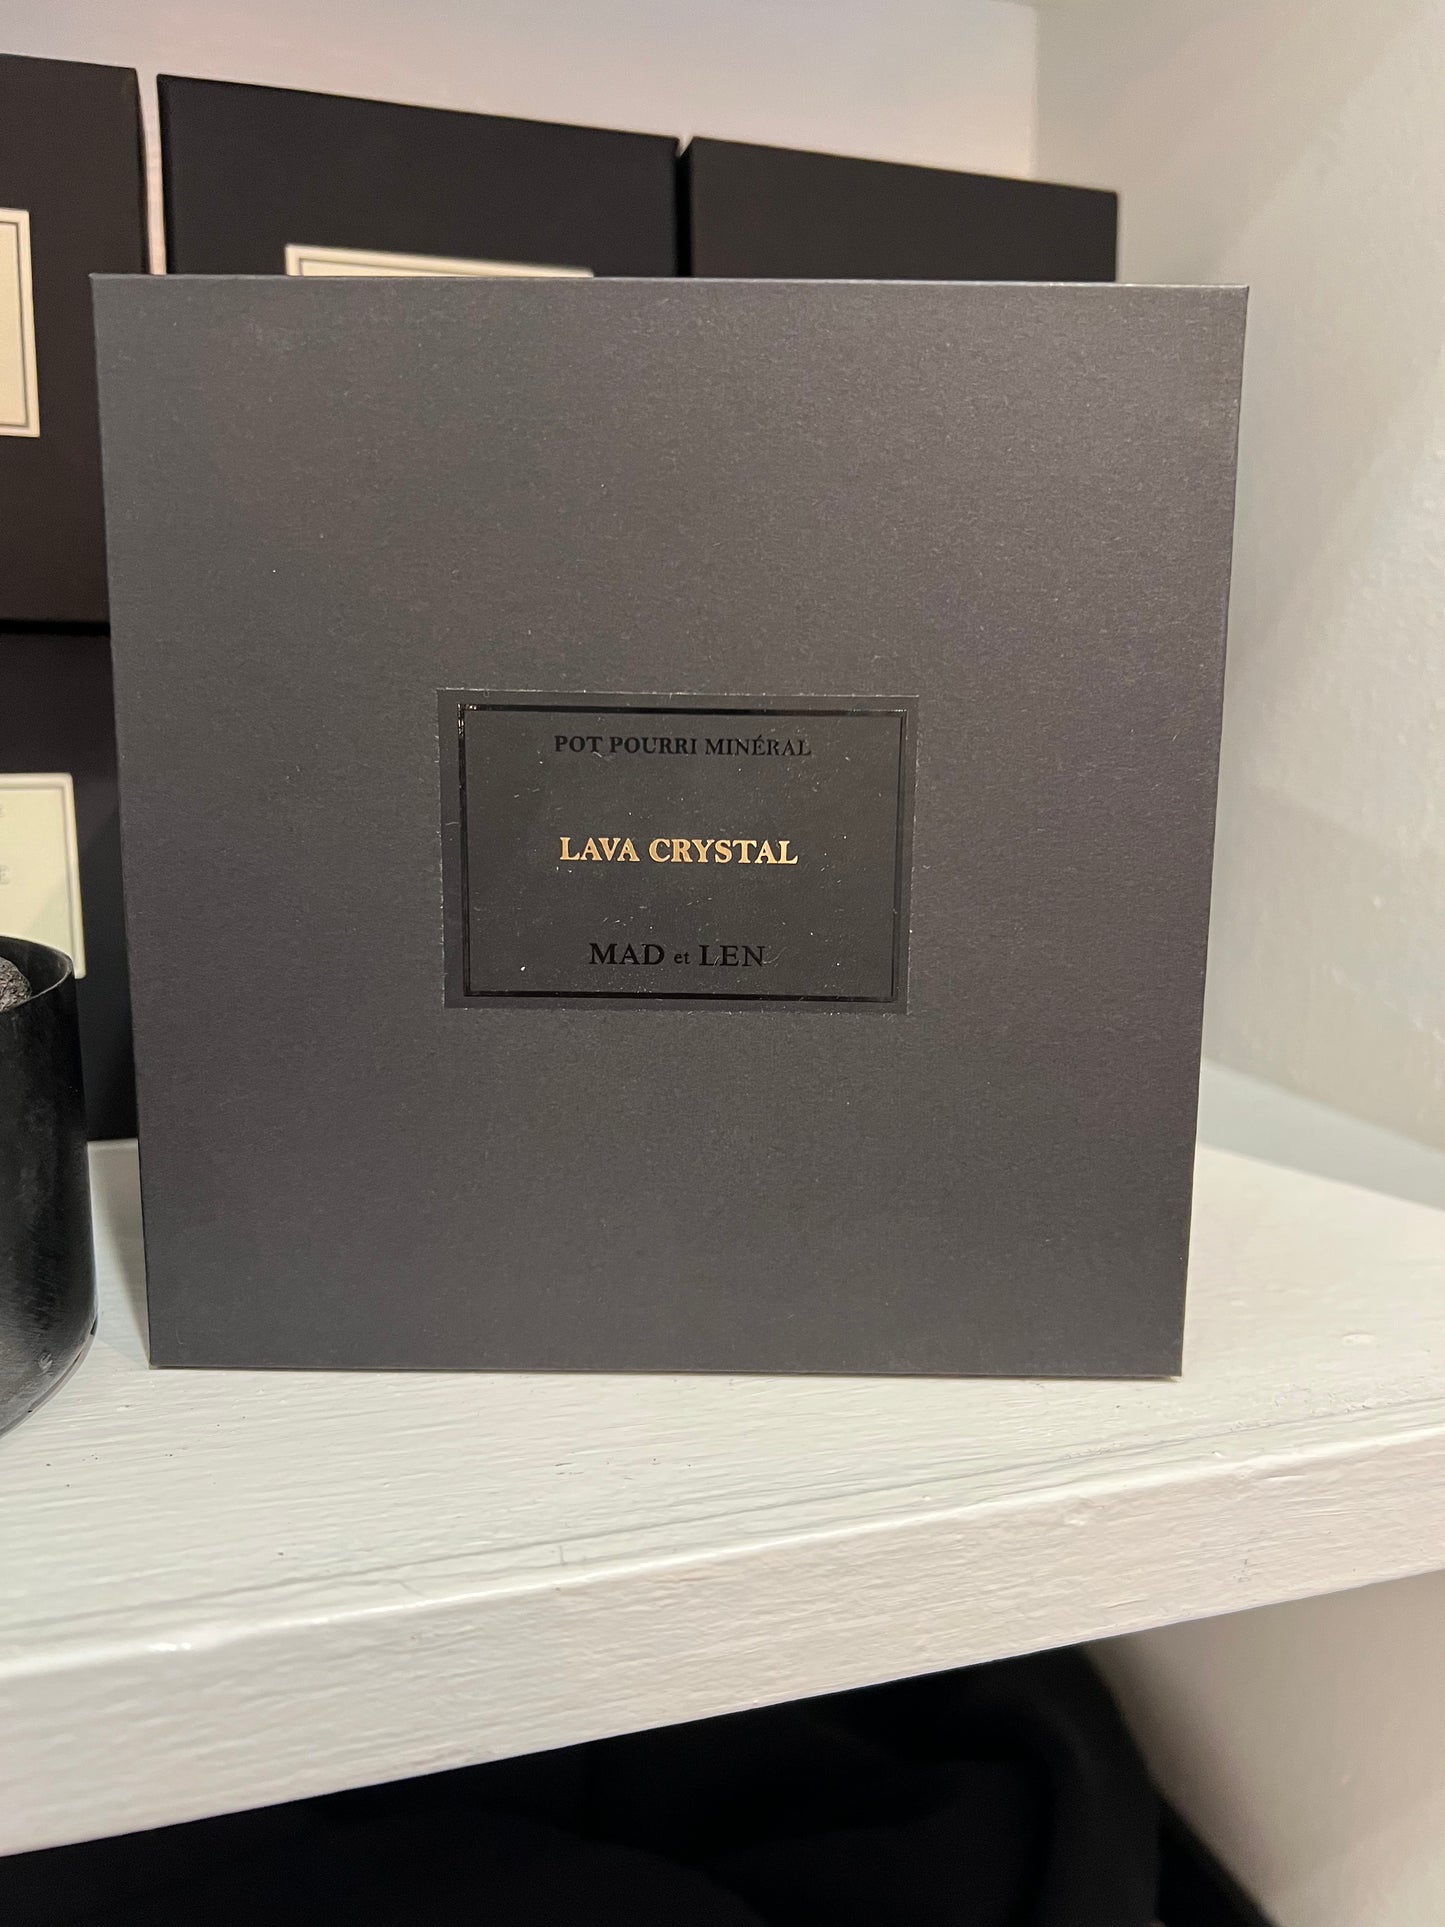 POT POURRI MINÉRAL
LAVA CRYSTAL
MAD et LEN